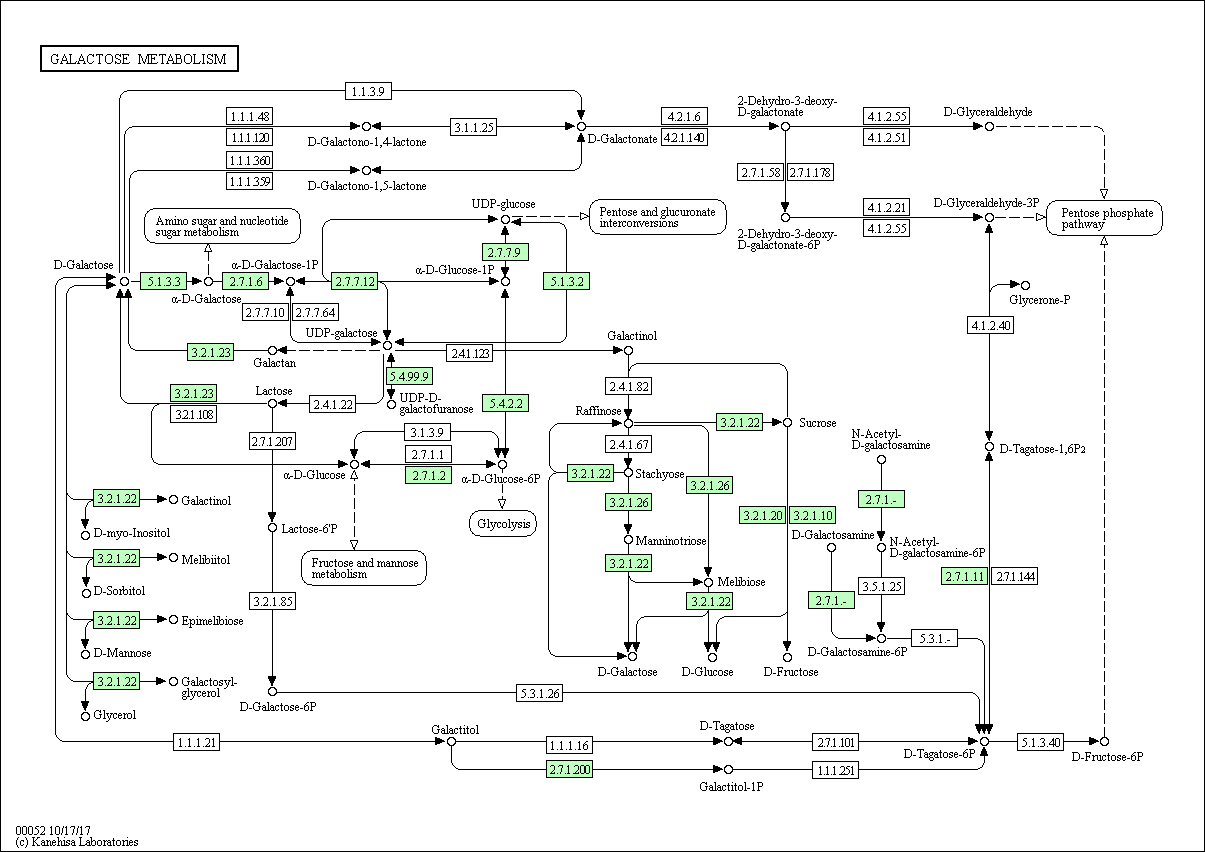 GALACTOSE METABOLISM
1.1.3.9
1.1.1.48
1.1.1.120
D-Galactono-1,4-lactone
3.1.1.25
D-Galactonate
4.2.1.6
4.2.1.140
2-Dehydro-3-deoxy-
D-galactonate
4.1.2.55
4.1.2.51
D-Glyceraldehyde
1.1.1.360
1.1.1.359
D-Galactono-1,5-lactone
2.7.1.58
2.7.1.178
Amino sugar and nucleotide
sugar metabolism
UDP-glucose
Pentose and glucuronate
interconversions
2-Dehydro-3-deoxy-
D-galactonate-6P
4.1.2.21
4.1.2.55
D-Glyceraldehyde-3P
Pentose phosphate
pathway
2.7.7.9
D-Galactose
5.1.3.3
α-D-Galactose
2.7.1.6
α-D-Galactose-1P
2.7.7.12
α-D-Glucose-1P
5.1.3.2
Glycerone-P
2.7.7.10
2.7.7.64
4.1.2.40
UDP-galactose
3.2.1.23
Galactan
2.4.1.123
Galactinol
5.4.99.9
UDP-D-
galactofuranose
3.2.1.23
3.2.1.108
Lactose
2.4.1.22
5.4.2.2
2.4.1.82
Raffinose
3.2.1.22
Sucrose
2.7.1.207
3.1.3.9
2.7.1.1
2.7.1.2
α-D-Glucose
α-D-Glucose-6P
2.4.1.67
3.2.1.22
Stachyose
3.2.1.26
3.2.1.26
N-Acetyl-
D-galactosamine
D-Tagatose-1,6P2
2.7.1.-
3.2.1.22
Galactinol
D-myo-Inositol
Lactose-6'P
Glycolysis
3.2.1.20
3.2.1.10
D-Galactosamine
N-Acetyl-
D-galactosamine-6P
Manninotriose
3.2.1.22
Melibiitol
D-Sorbitol
Fructose and mannose
metabolism
3.2.1.22
Melibiose
3.2.1.22
2.7.1.-
3.5.1.25
2.7.1.11
2.7.1.144
3.2.1.85
3.2.1.22
Epimelibiose
D-Mannose
D-Galactose
D-Glucose
D-Fructose
D-Galactosamine-6P
5.3.1.-
3.2.1.22
Galactosyl-
glycerol
Glycerol
D-Galactose-6P
5.3.1.26
1.1.1.21
Galactitol
1.1.1.16
D-Tagatose
2.7.1.101
D-Tagatose-6P
5.1.3.40
D-Fructose-6P
2.7.1.200
Galactitol-1P
1.1.1.251
00052 10/17/17
(c) Kanehisa Laboratories